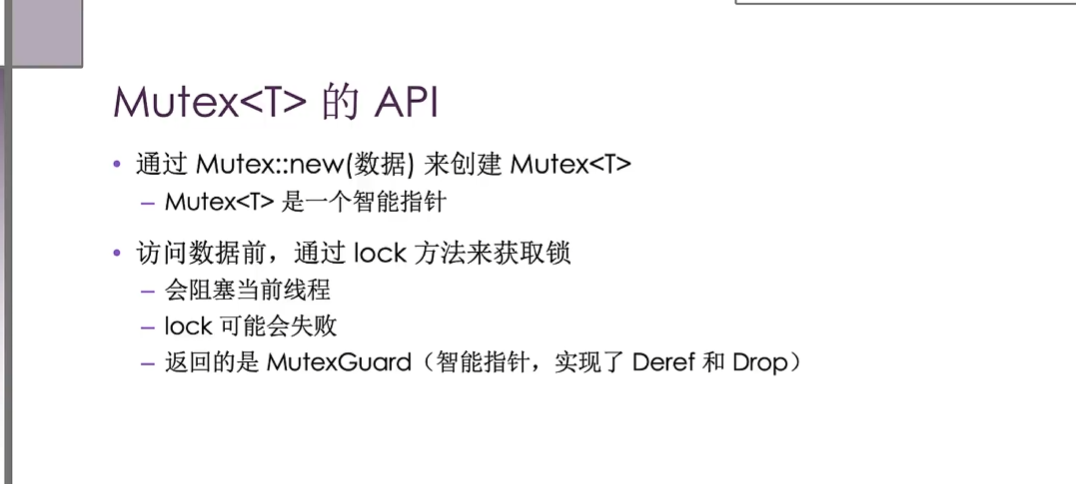 Mutex<T> 的 API
• 通过 Mutex::new(数据) 来创建 Mutex<T>
– Mutex<T> 是一个智能指针
• 访问数据前，通过 lock 方法来获取锁
– 会阻塞当前线程
– lock 可能会失败
– 返回的是 MutexGuard（智能指针，实现了 Deref 和 Drop）